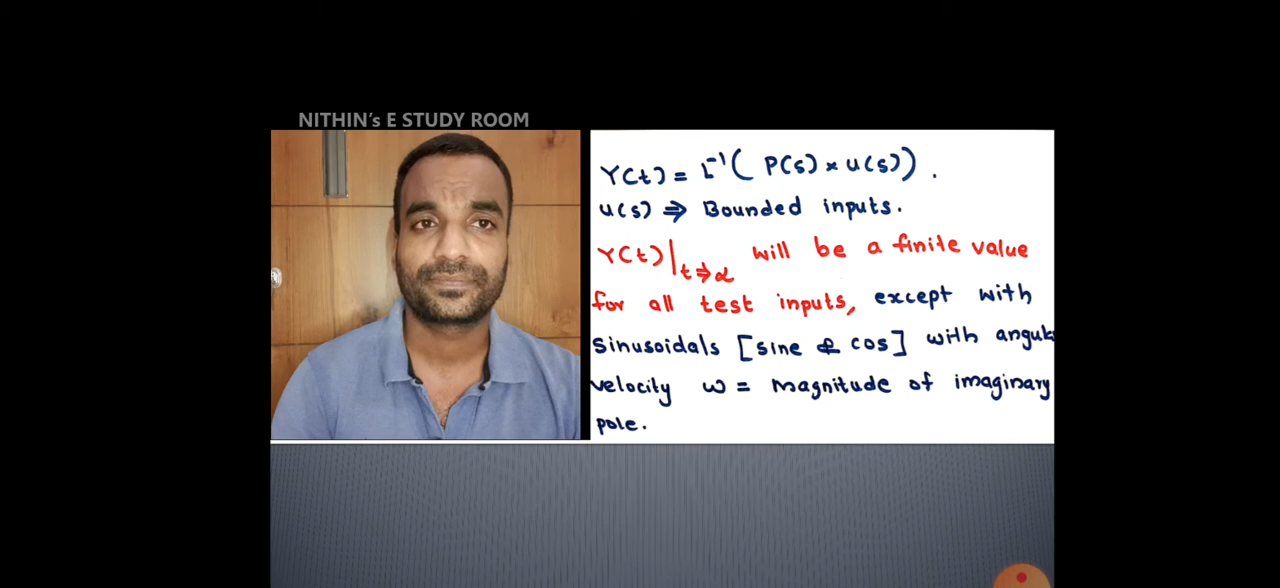 NITHIN's E STUDY ROOM
Y(t) = L⁻¹( P(s) × u(s)) .
u(s) ⇒ Bounded inputs.
Y(t)|t⇒α will be a finite value
for all test inputs, except with
sinusoidals [sine & cos] with angula
velocity ω = magnitude of imaginary
pole.